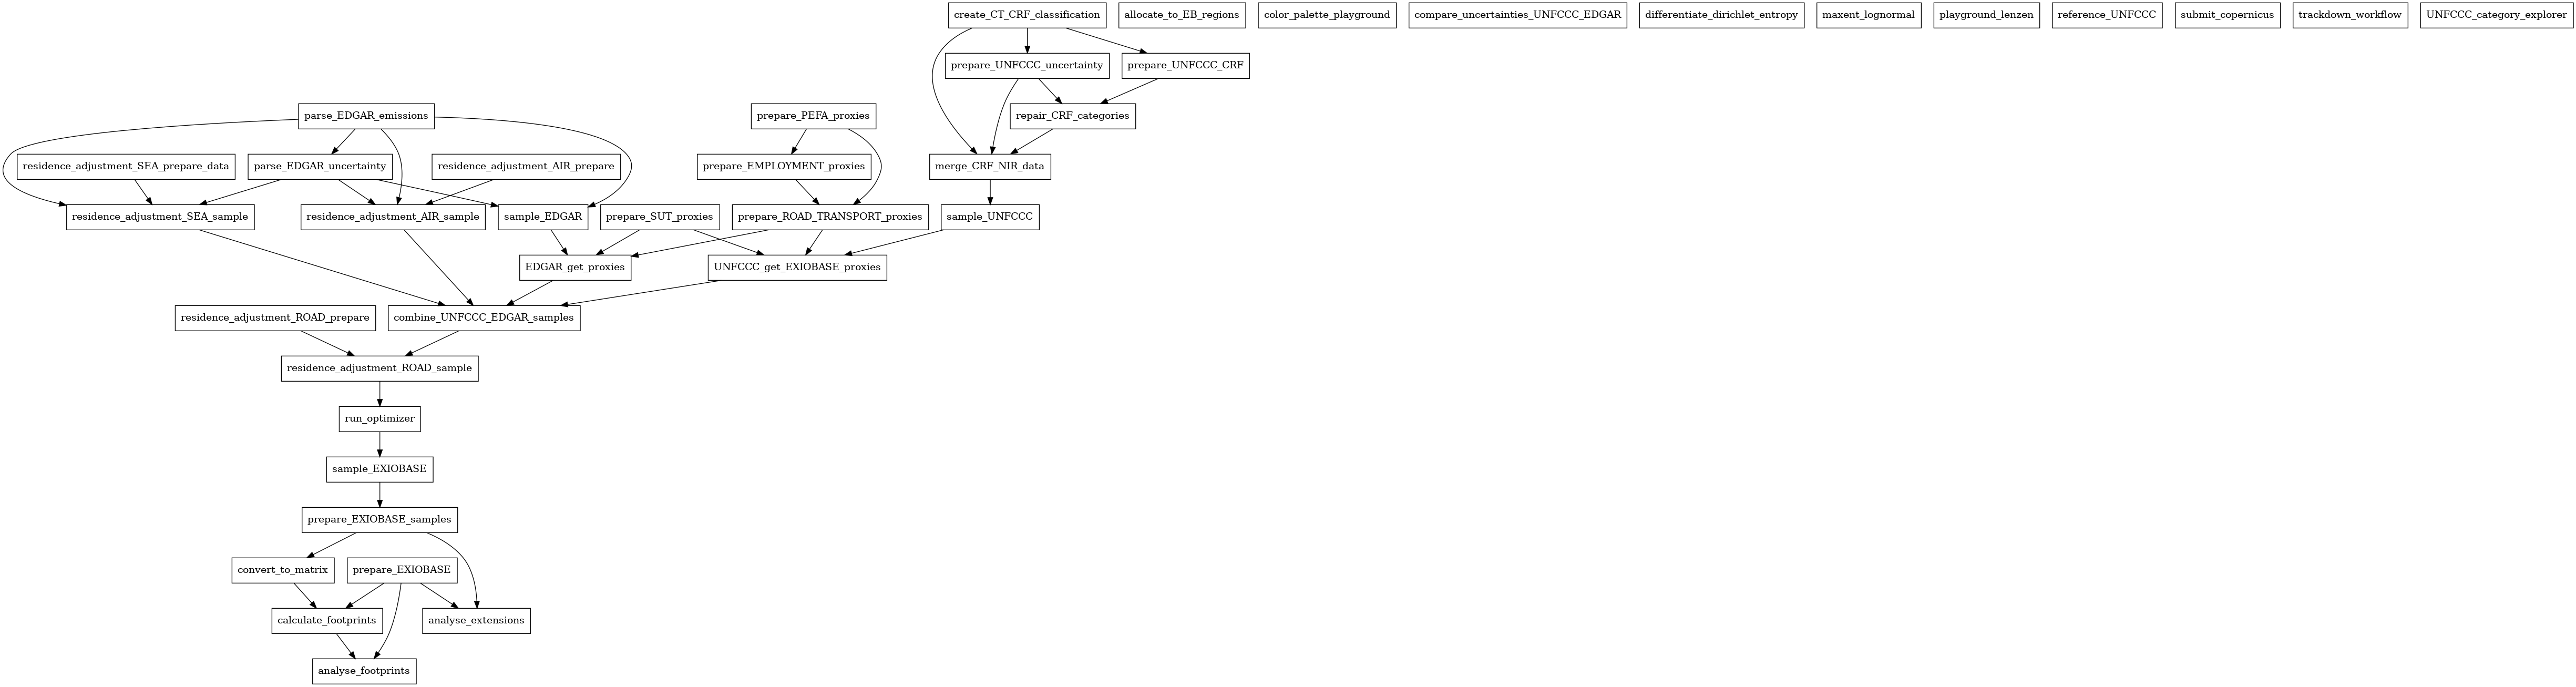 create_CT_CRF_classification
allocate_to_EB_regions
color_palette_playground
compare_uncertainties_UNFCCC_EDGAR
differentiate_dirichlet_entropy
maxent_lognormal
playground_lenzen
reference_UNFCCC
submit_copernicus
trackdown_workflow
UNFCCC_category_explorer
prepare_UNFCCC_uncertainty
prepare_UNFCCC_CRF
parse_EDGAR_emissions
prepare_PEFA_proxies
repair_CRF_categories
residence_adjustment_SEA_prepare_data
parse_EDGAR_uncertainty
residence_adjustment_AIR_prepare
prepare_EMPLOYMENT_proxies
merge_CRF_NIR_data
residence_adjustment_SEA_sample
residence_adjustment_AIR_sample
sample_EDGAR
prepare_SUT_proxies
prepare_ROAD_TRANSPORT_proxies
sample_UNFCCC
EDGAR_get_proxies
UNFCCC_get_EXIOBASE_proxies
residence_adjustment_ROAD_prepare
combine_UNFCCC_EDGAR_samples
residence_adjustment_ROAD_sample
run_optimizer
sample_EXIOBASE
prepare_EXIOBASE_samples
convert_to_matrix
prepare_EXIOBASE
calculate_footprints
analyse_extensions
analyse_footprints